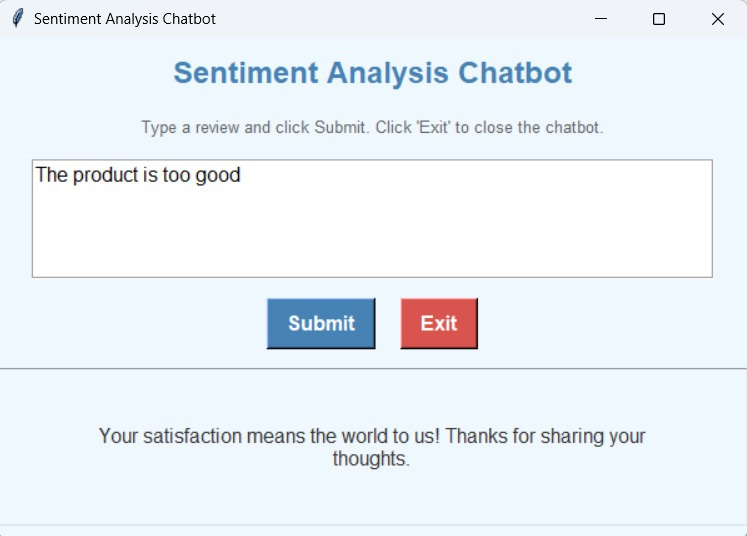 Sentiment Analysis Chatbot
Sentiment Analysis Chatbot
Type a review and click Submit. Click 'Exit' to close the chatbot.
The product is too good
Submit Exit
Your satisfaction means the world to us! Thanks for sharing your
thoughts.